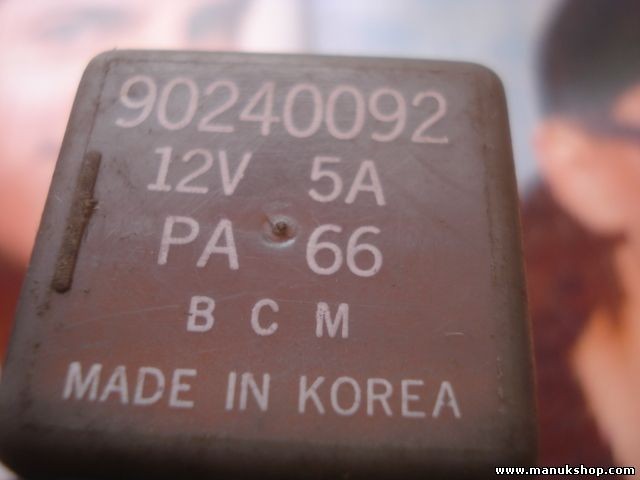 90240092
12V 5A
PA 66
B C M
MADE IN KOREA
www.manukshop.com